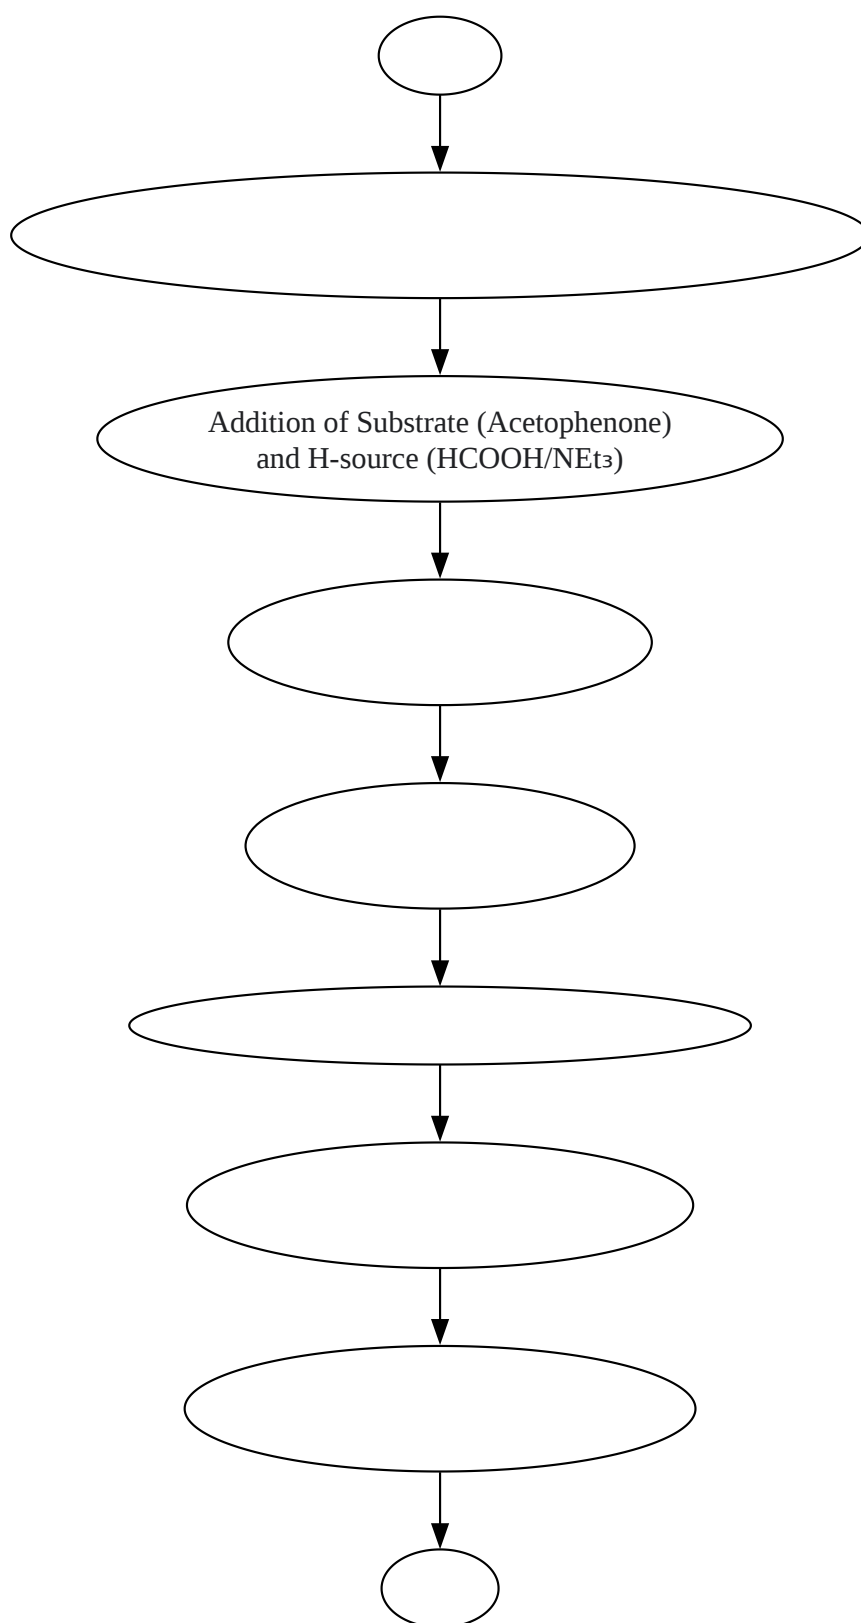 Addition of Substrate (Acetophenone)
and H-source (HCOOH/NEt₃)